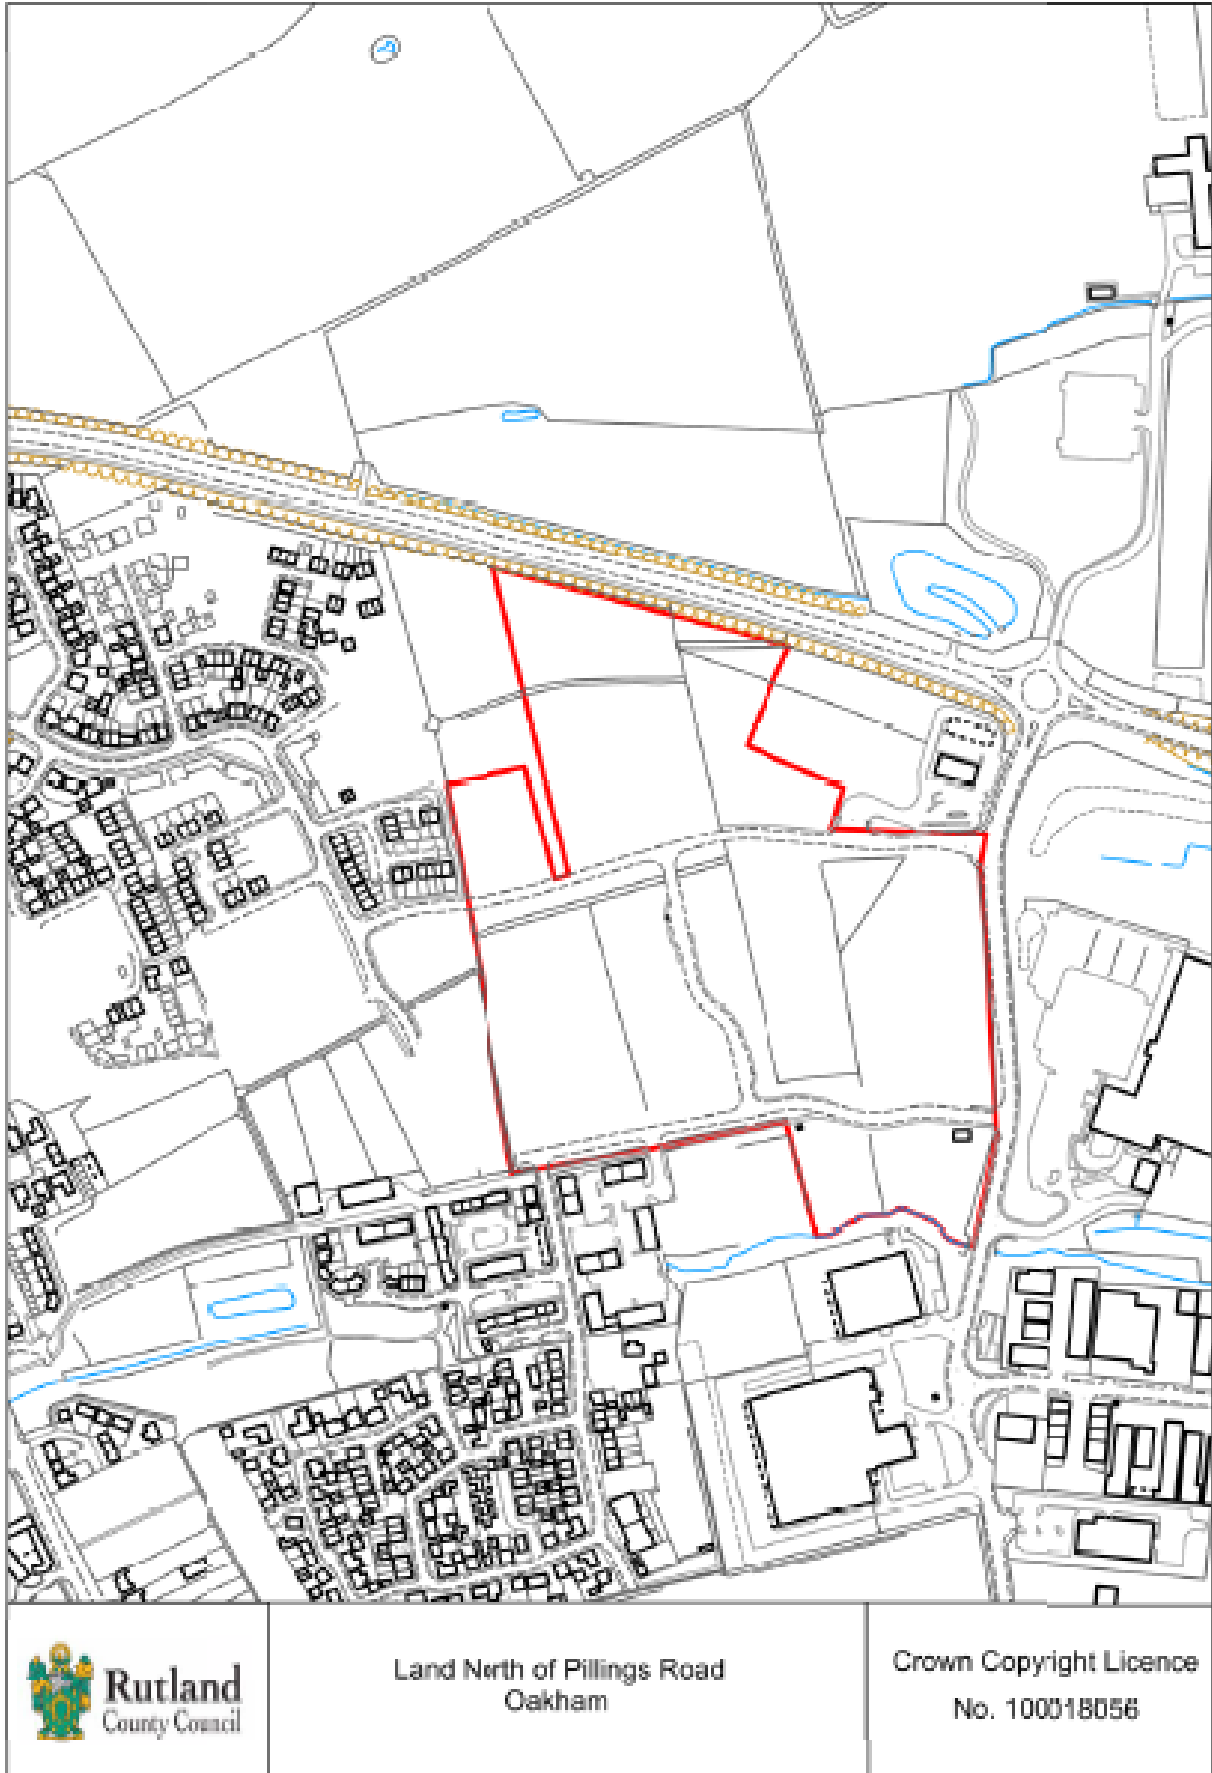 Rutland
County Council
Land North of Pillings Road
Oakham
Crown Copyright Licence
No. 100018056